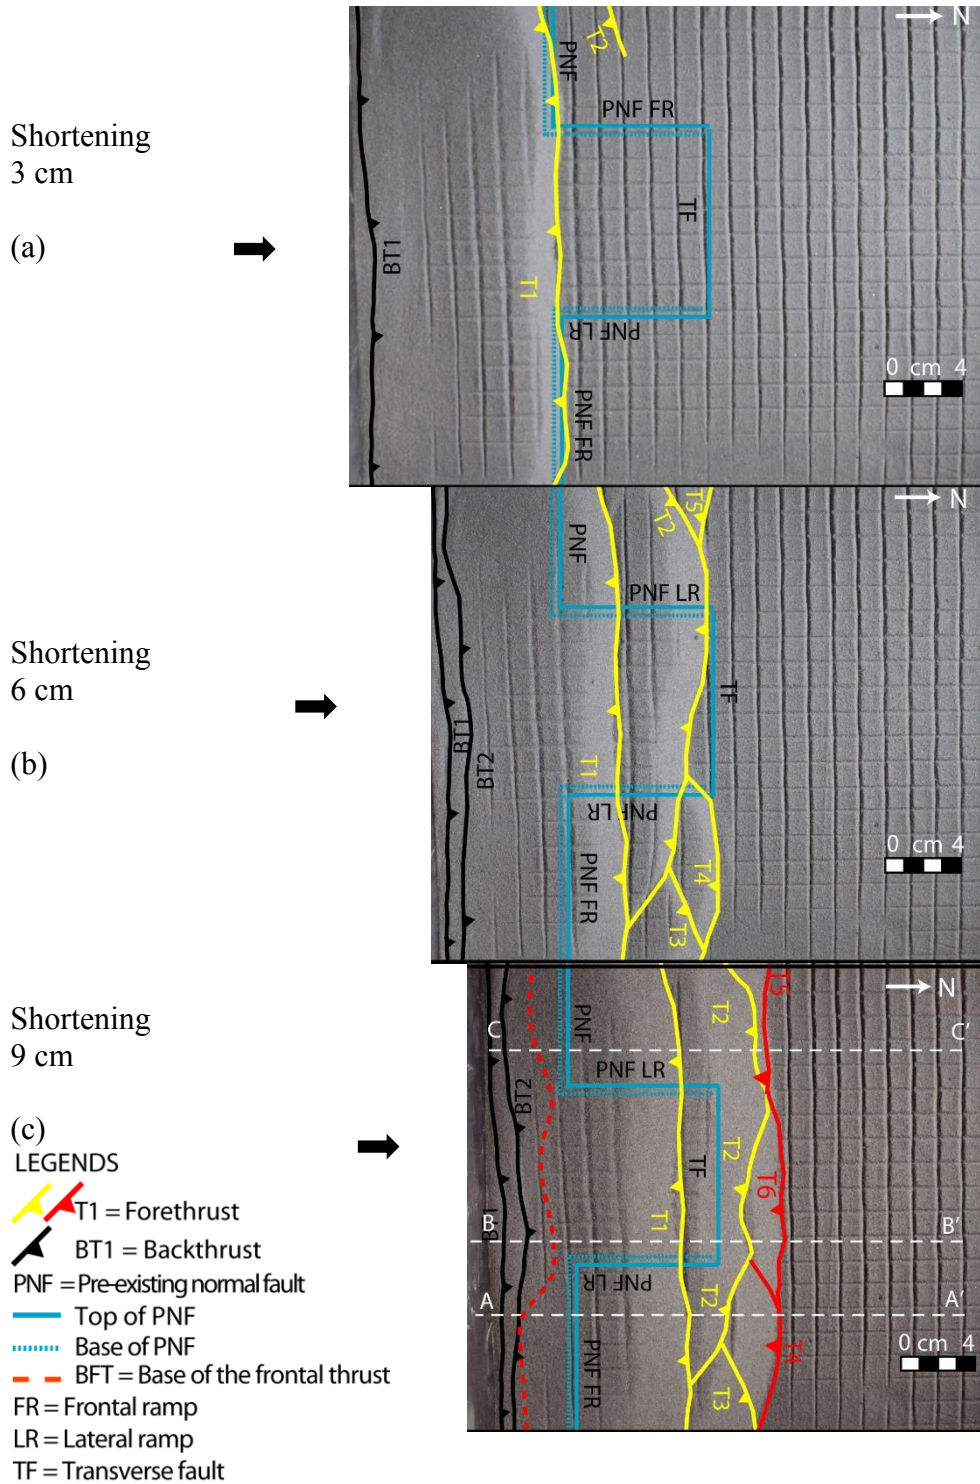 N
T2
PNF
PNF FR
Shortening
3 cm
TF
(a)
BT1
T1
PNF LR
0 cm 4
PNF FR
N
T5
T2
PNF
PNF LR
Shortening
6 cm
TF
BT1
(b)
BT2
T1
PNF LR
0 cm 4
T4
PNF FR
T3
T5
N
T2
PNF
Shortening
9 cm
C
C'
PNF LR
BT2
(c)
T2
TF
LEGENDS
T6
T1 = Forethrust
T1
BT1
B
B'
BT1 = Backthrust
PNF = Pre-existing normal fault
PNF LR
T2
A
A'
Top of PNF
Base of PNF
T4
0 cm 4
PNF FR
BFT = Base of the frontal thrust
T3
FR = Frontal ramp
LR = Lateral ramp
TF = Transverse fault